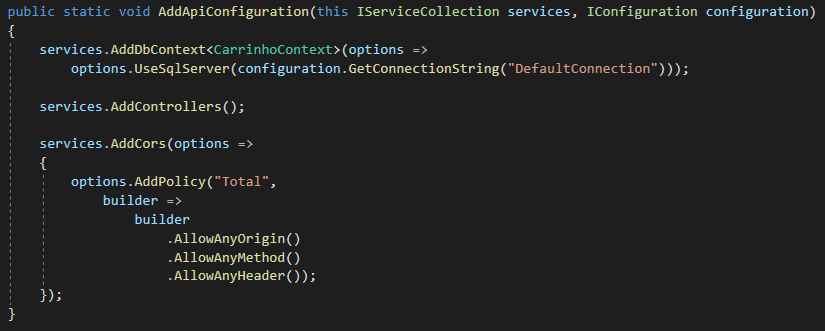 public static void AddApiConfiguration(this IServiceCollection services, IConfiguration configuration)
{
    services.AddDbContext<CarrinhoContext>(options =>
        options.UseSqlServer(configuration.GetConnectionString("DefaultConnection")));

    services.AddControllers();

    services.AddCors(options =>
    {
        options.AddPolicy("Total",
            builder =>
                builder
                    .AllowAnyOrigin()
                    .AllowAnyMethod()
                    .AllowAnyHeader());
    });
}